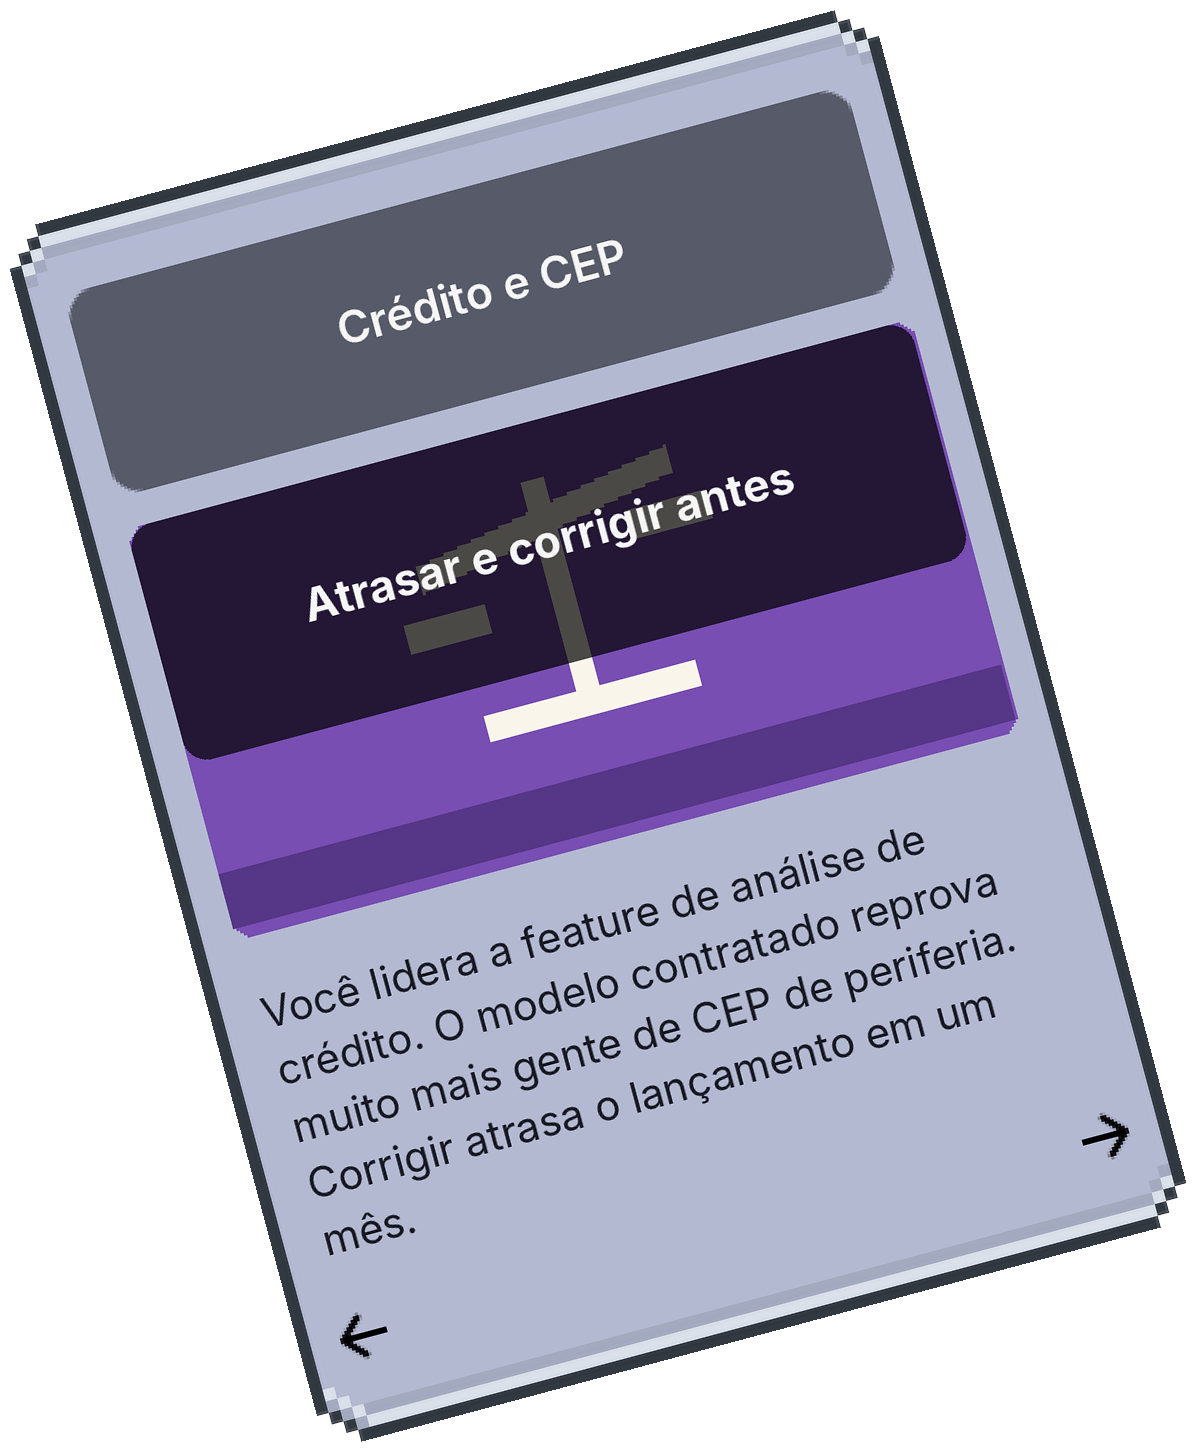 Crédito e CEP
Atrasar e corrigir antes
Você lidera a feature de análise de
crédito. O modelo contratado reprova
muito mais gente de CEP de periferia.
Corrigir atrasa o lançamento em um
mês.